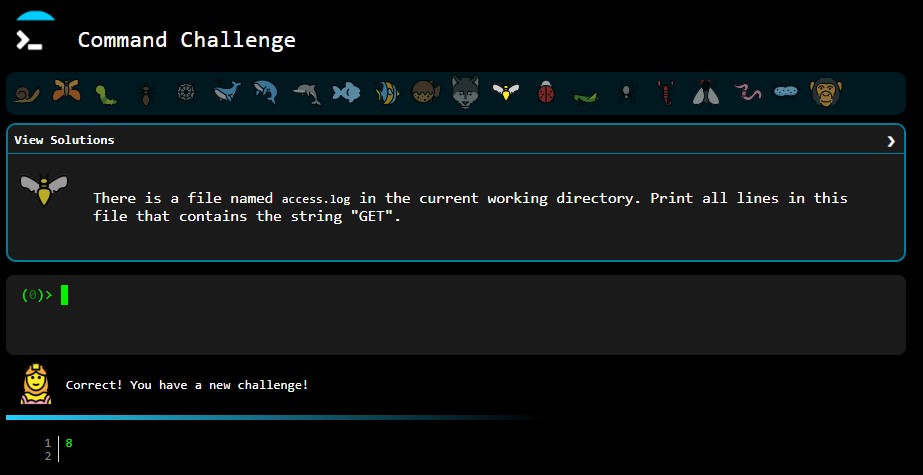 Command Challenge
View Solutions
There is a file named access.log in the current working directory. Print all lines in this
file that contains the string "GET".
(0)>
Correct! You have a new challenge!
1 8
2